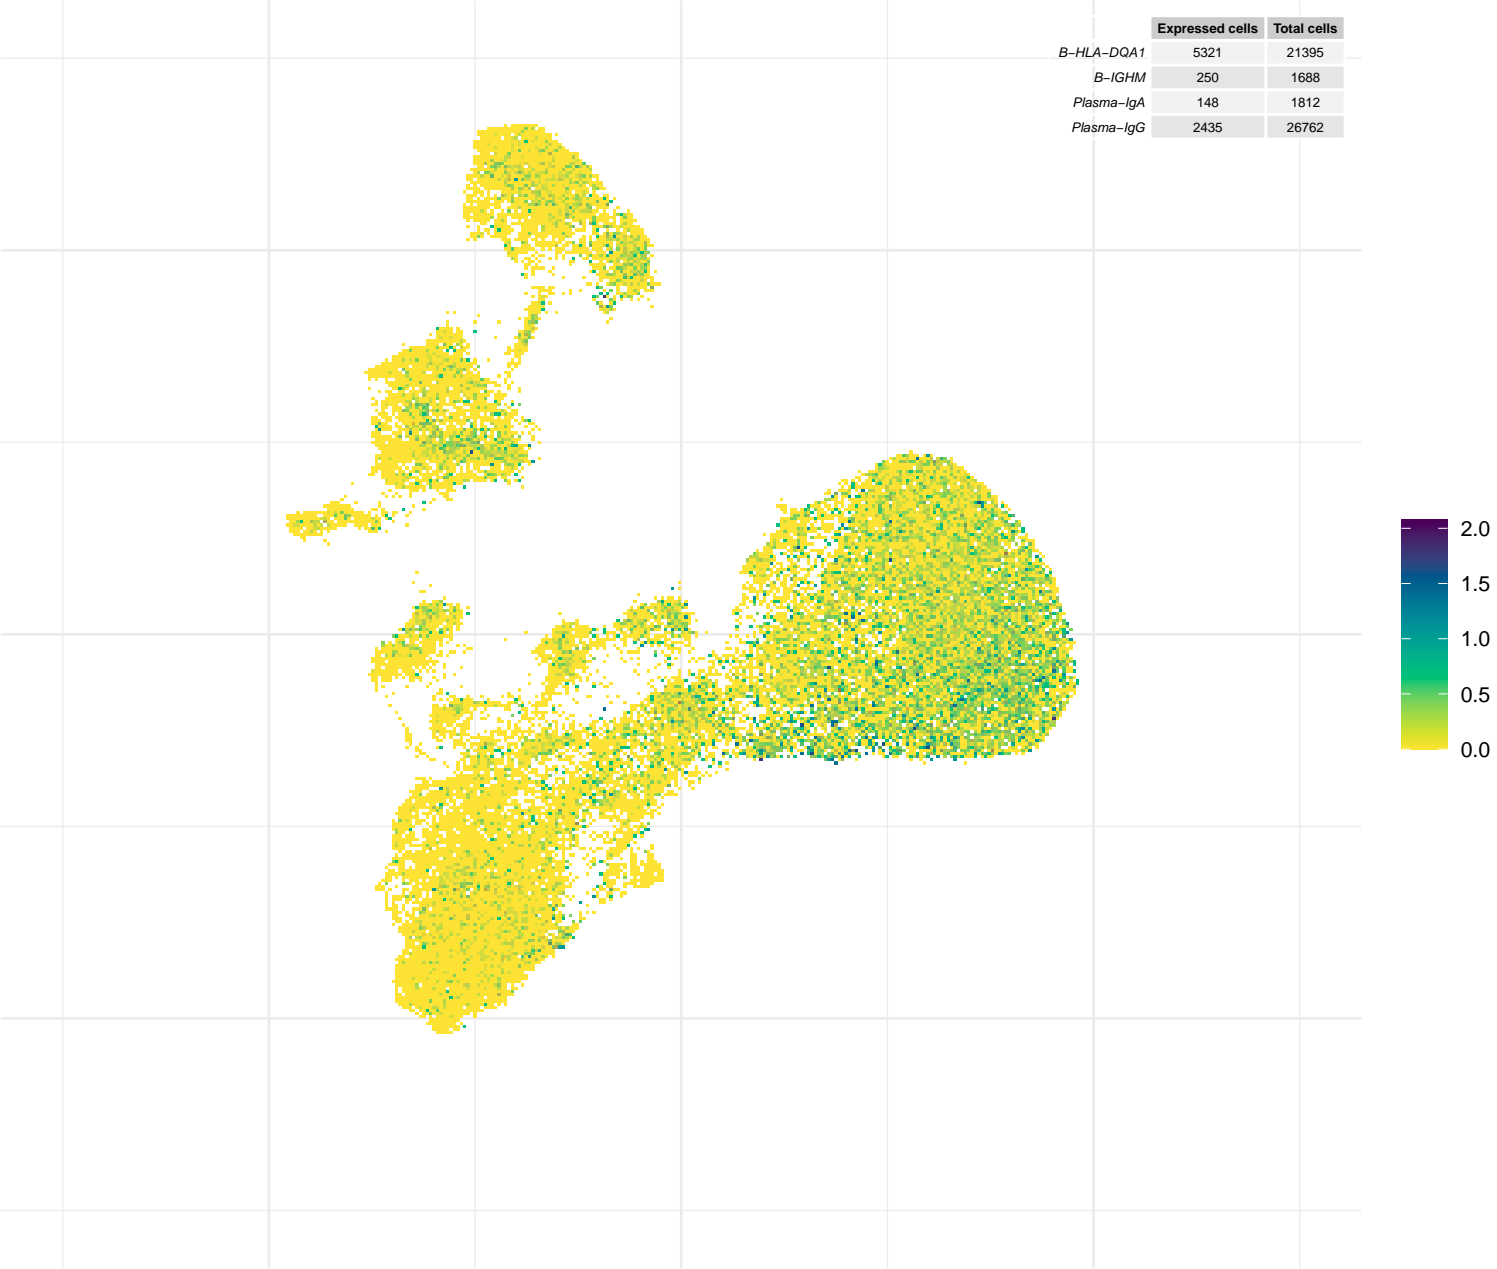 Expressed cells Total cells
B−HLA−DQA1 5321 21395
B−IGHM 250 1688
Plasma−IgA 148 1812
Plasma−IgG 2435 26762
2.0
1.5
1.0
0.5
0.0